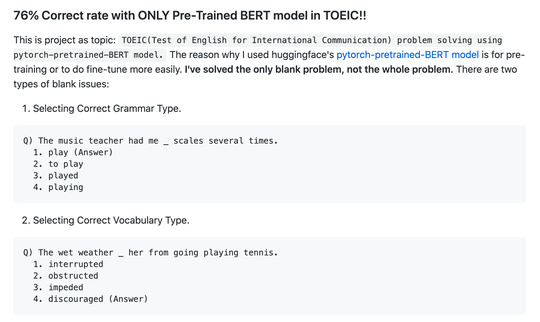 76% Correct rate with ONLY Pre-Trained BERT model in TOEIC!!
This is project as topic: TOEIC(Test of English for International Communication) problem solving using
pytorch-pretrained-BERT model. The reason why I used huggingface's pytorch-pretrained-BERT model is for pre-
training or to do fine-tune more easily. I've solved the only blank problem, not the whole problem. There are two
types of blank issues:
1. Selecting Correct Grammar Type.
Q) The music teacher had me _ scales several times.
1. play (Answer)
2. to play
3. played
4. playing
2. Selecting Correct Vocabulary Type.
Q) The wet weather _ her from going playing tennis.
1. interrupted
2. obstructed
3. impeded
4. discouraged (Answer)